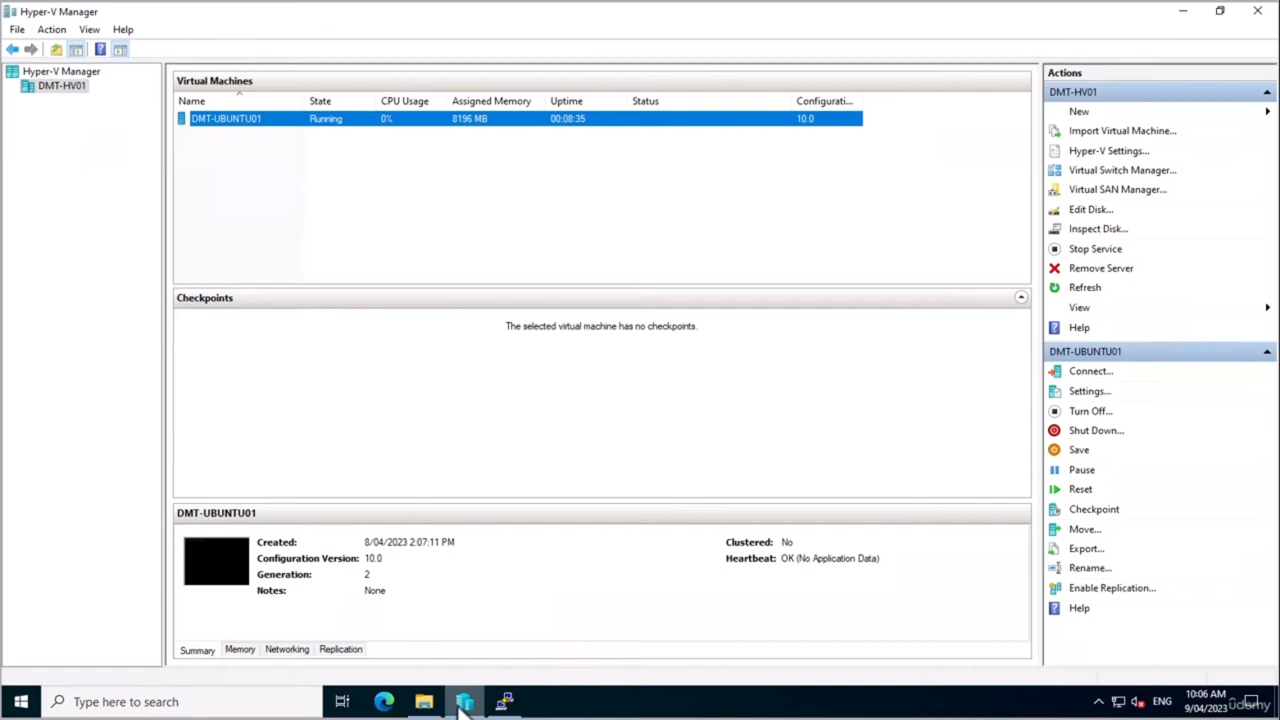 Hyper-V Manager
File Action View Help
Hyper-V Manager
DMT-HV01
Virtual Machines
Name State CPU Usage Assigned Memory Uptime Status Configurati...
DMT-UBUNTU01 Running 0% 8196 MB 00:08:35 10.0
Checkpoints
The selected virtual machine has no checkpoints.
DMT-UBUNTU01
Created: 8/04/2023 2:07:11 PM Clustered: No
Configuration Version: 10.0 Heartbeat: OK (No Application Data)
Generation: 2
Notes: None
Summary Memory Networking Replication
Actions
DMT-HV01
New
Import Virtual Machine...
Hyper-V Settings...
Virtual Switch Manager...
Virtual SAN Manager...
Edit Disk...
Inspect Disk...
Stop Service
Remove Server
Refresh
View
Help
DMT-UBUNTU01
Connect...
Settings...
Turn Off...
Shut Down...
Save
Pause
Reset
Checkpoint
Move...
Export...
Rename...
Enable Replication...
Help
Type here to search
ENG
10:06 AM
9/04/2023
udemy